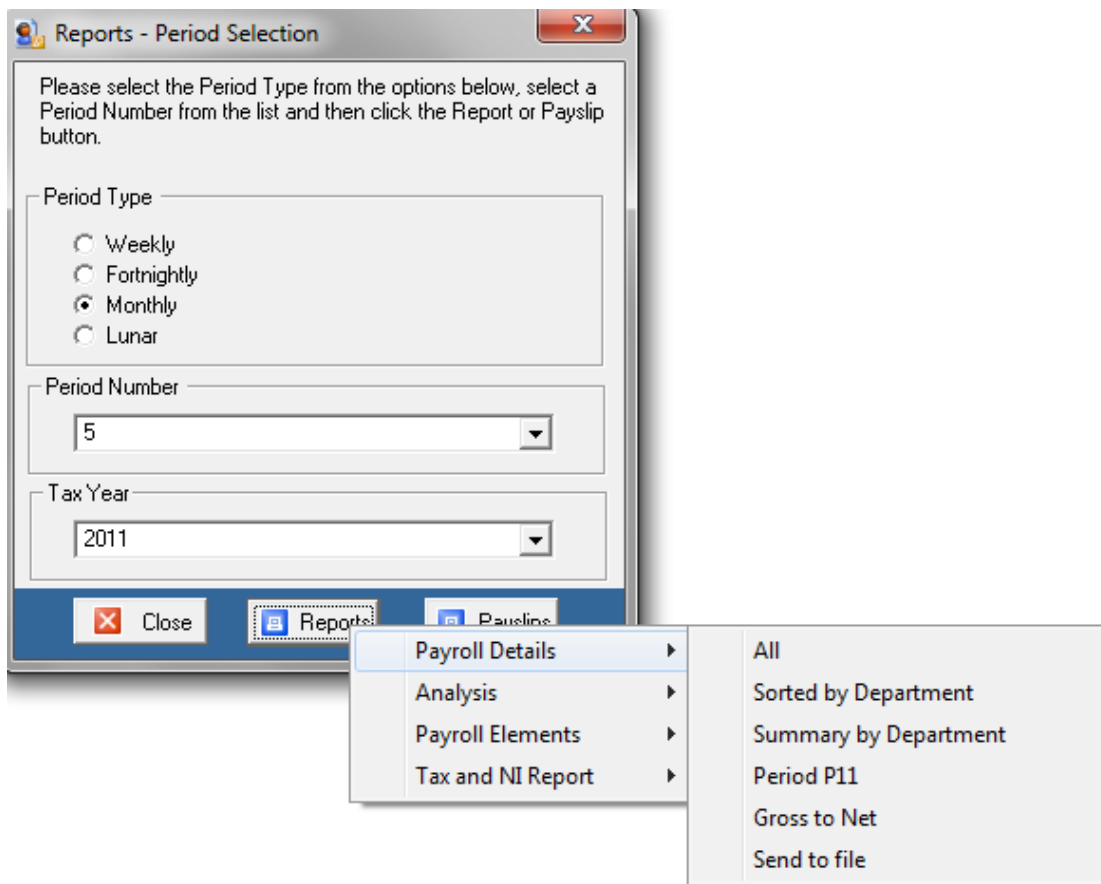 Reports - Period Selection
Please select the Period Type from the options below, select a
Period Number from the list and then click the Report or Payslip
button.
Period Type
Weekly
Fortnightly
Monthly
Lunar
Period Number
5
Tax Year
2011
Close
Reports
Payslips
Payroll Details
Analysis
Payroll Elements
Tax and NI Report
All
Sorted by Department
Summary by Department
Period P11
Gross to Net
Send to file